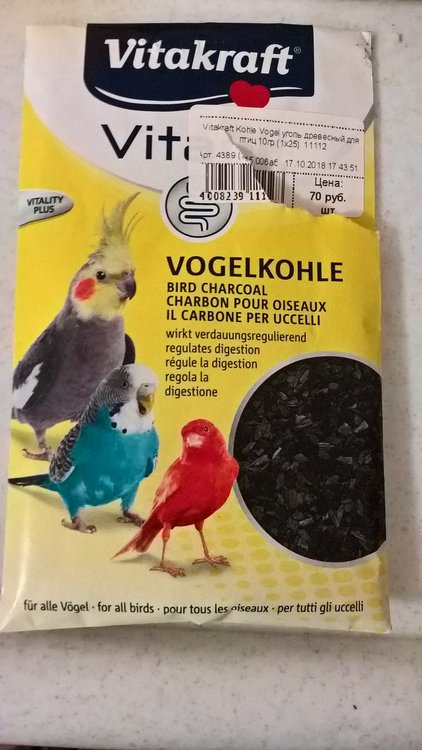 Vitakraft®
Vita
Vitakraft Kohle Vogel уголь древесный для
птиц 10гр.(1х25) 11112
17.10.2018 17:43:51
Цена:
70 руб.
шт
VITALITY
PLUS
VOGELKOHLE
BIRD CHARCOAL
CHARBON POUR OISEAUX
IL CARBONE PER UCCELLI
wirkt verdauungsregulierend
regulates digestion
régule la digestion
regola la
digestione
für alle Vögel · for all birds · pour tous les oiseaux · per tutti gli uccelli